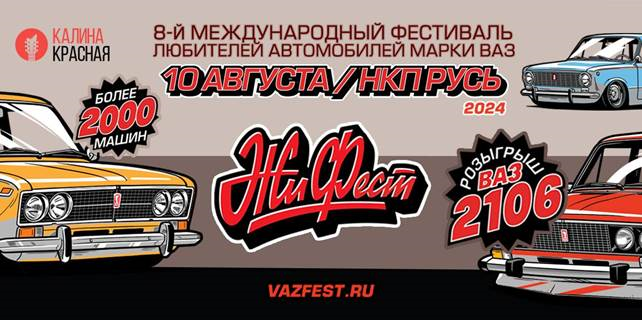 КАЛИНА
КРАСНАЯ
8-Й МЕЖДУНАРОДНЫЙ ФЕСТИВАЛЬ
ЛЮБИТЕЛЕЙ АВТОМОБИЛЕЙ МАРКИ ВАЗ
10 АВГУСТА / НКП РУСЬ
2024
БОЛЕЕ
2000
МАШИН
ЖиФест
РОЗЫГРЫШ
ВАЗ
2106
VAZFEST.RU